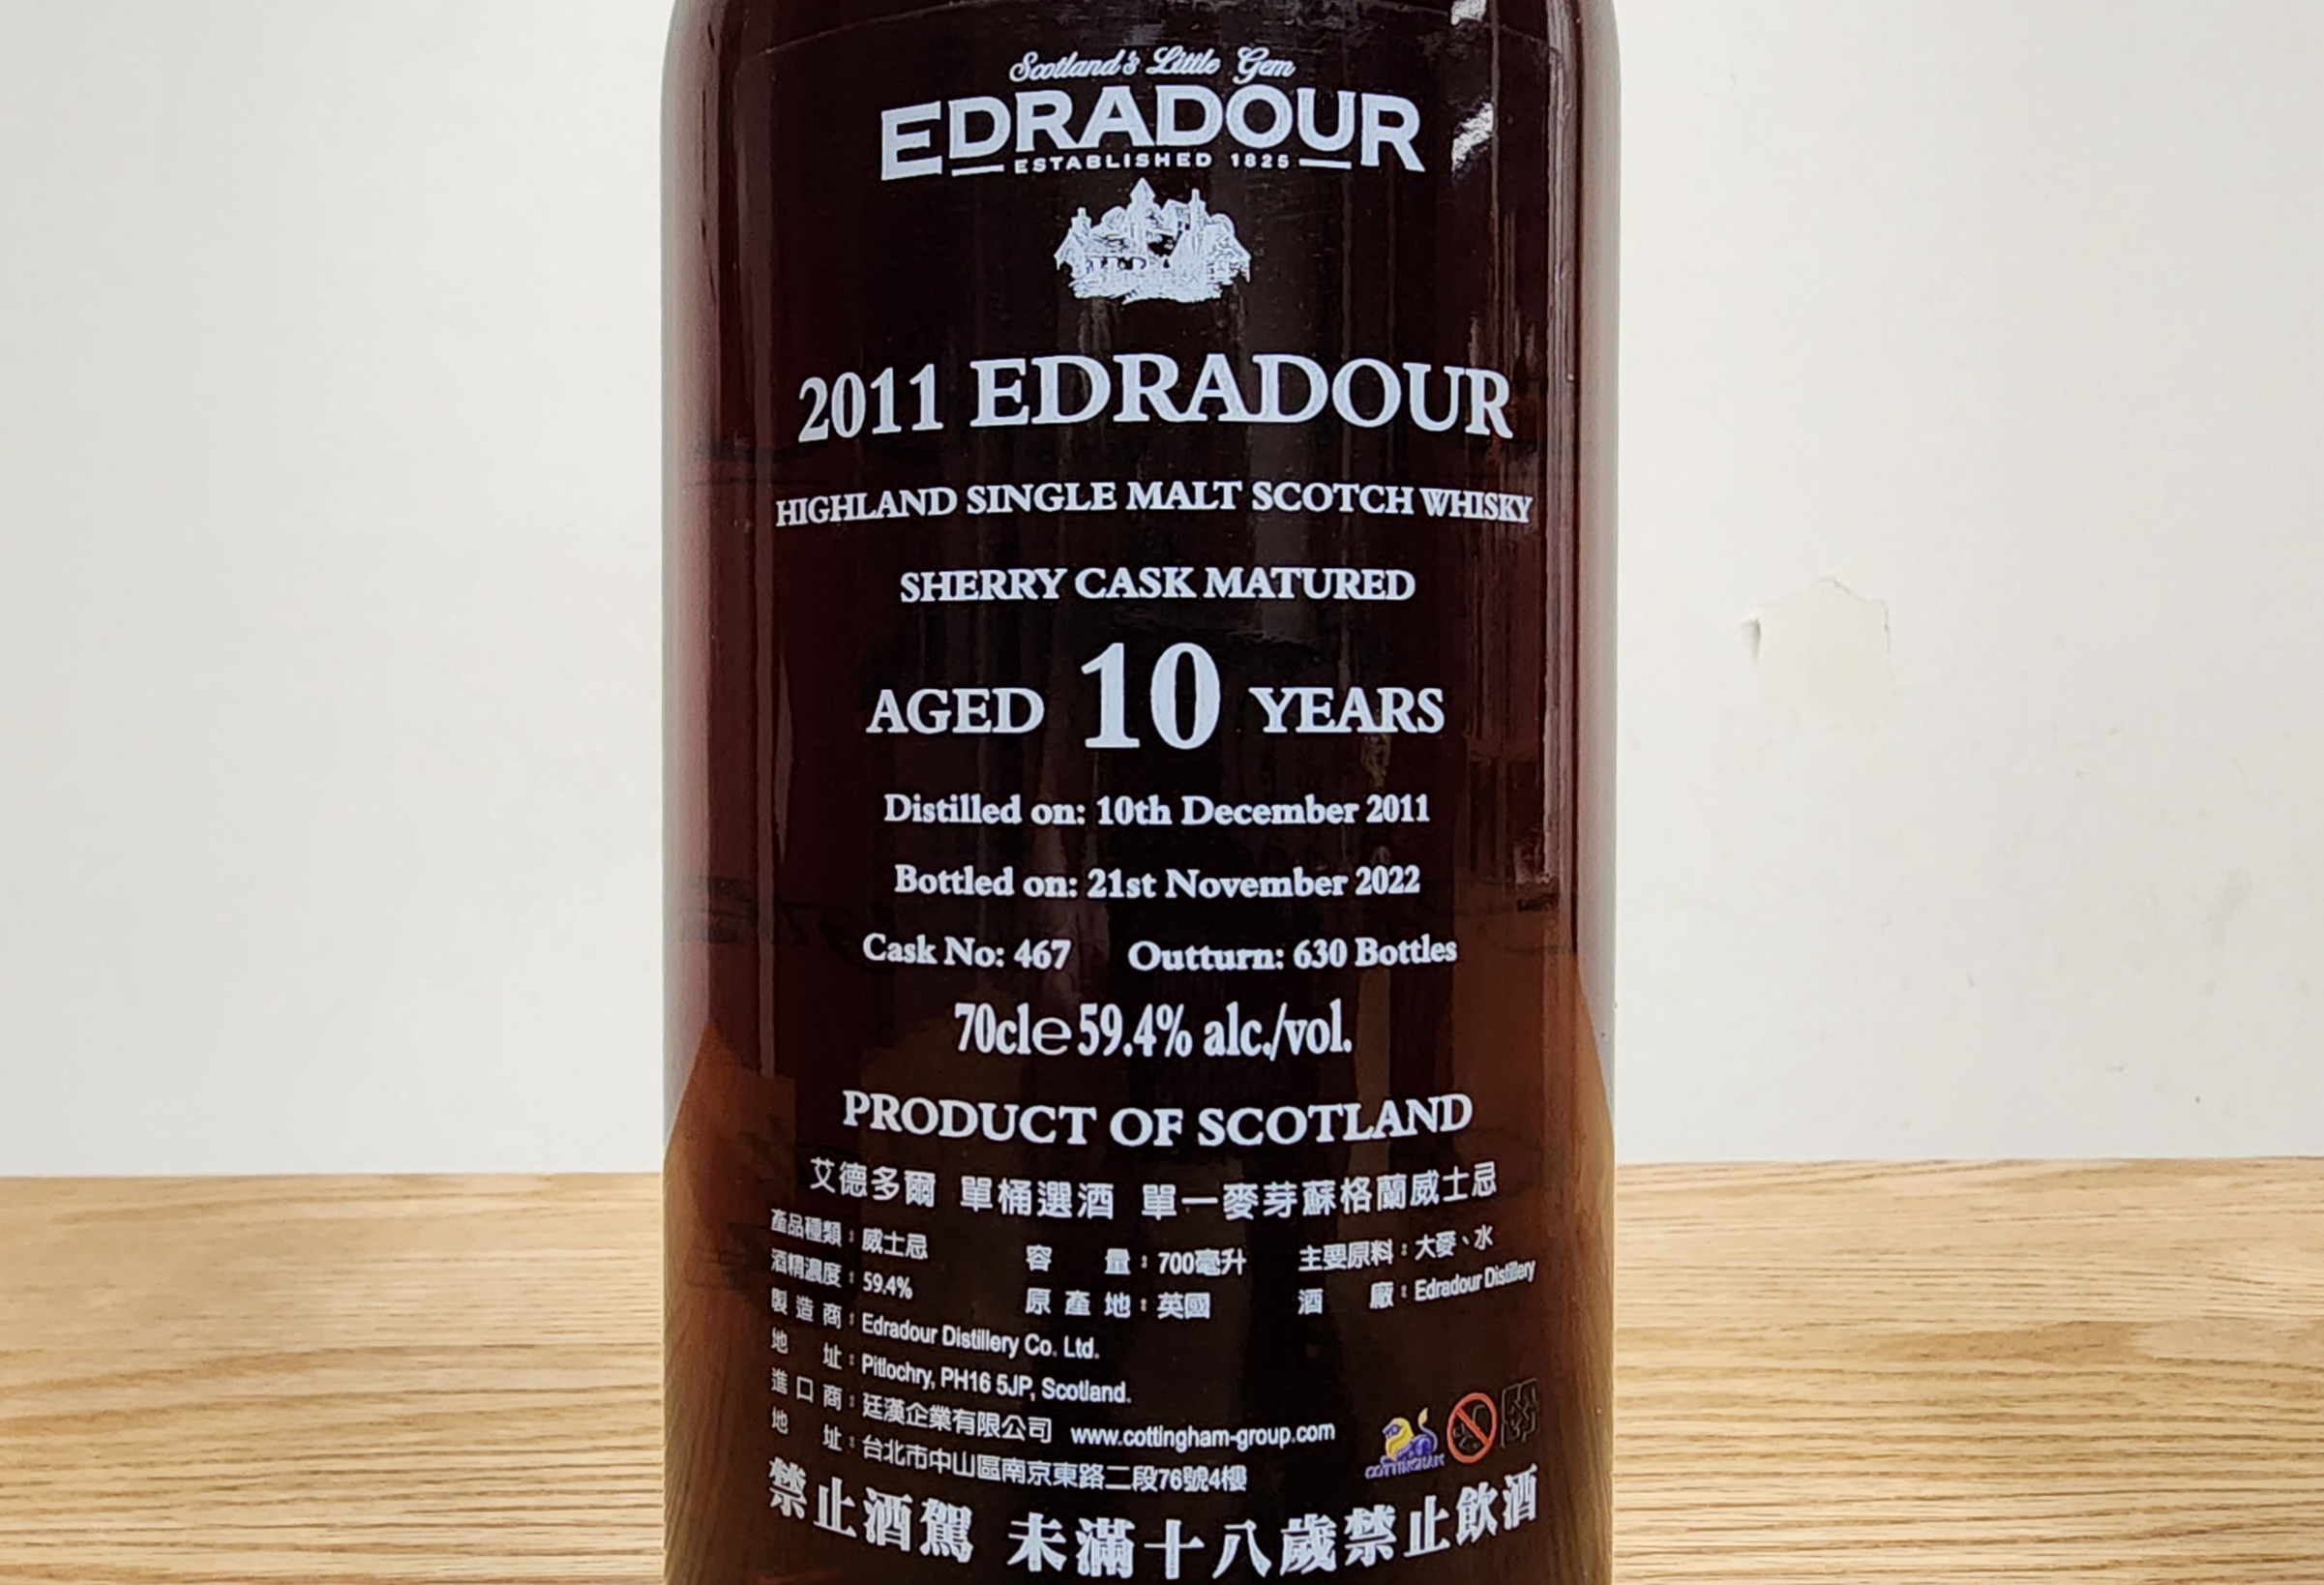 Scotland's Little Gem
EDRADOUR
ESTABLISHED 1825
2011 EDRADOUR
HIGHLAND SINGLE MALT SCOTCH WHISKY
SHERRY CASK MATURED
AGED 10 YEARS
Distilled on: 10th December 2011
Bottled on: 21st November 2022
Cask No: 467 Outturn: 630 Bottles
70cl℮ 59.4% alc./vol.
PRODUCT OF SCOTLAND
艾德多爾 單桶選酒 單一麥芽蘇格蘭威士忌
產品種類：威士忌 容量：700毫升 主要原料：大麥、水
酒精濃度：59.4% 原產地：英國 酒廠：Edradour Distillery
製造商：Edradour Distillery Co. Ltd.
地址：Pitlochry, PH16 5JP, Scotland.
進口商：廷漢企業有限公司 www.cottingham-group.com
地址：台北市中山區南京東路二段76號4樓
COTTINGHAM
禁止酒駕 未滿十八歲禁止飲酒